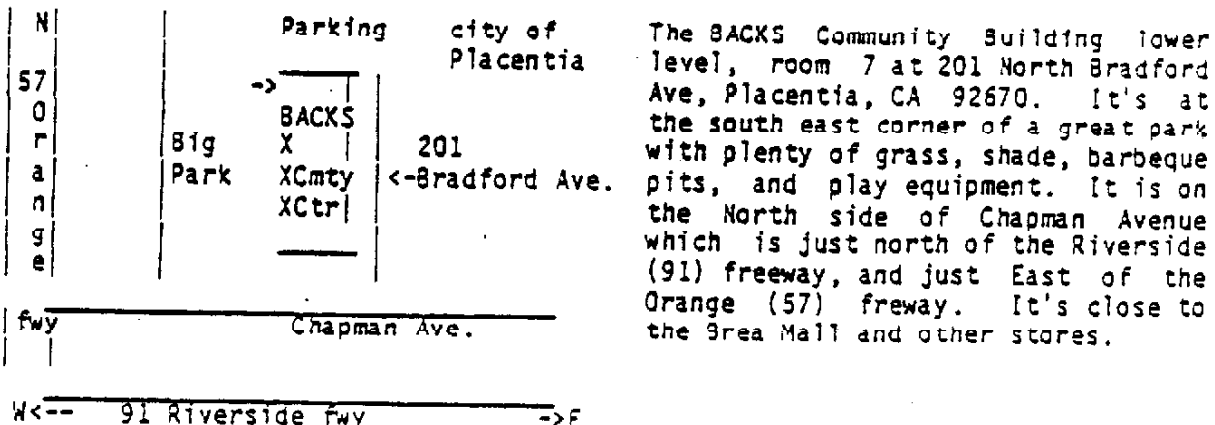 N
Parking city of
Placentia
57
->
O
BACKS
r
Big X 201
a
Park XCmty <-Bradford Ave.
n
XCtr
g
e
fwy
Chapman Ave.
W<-- 91 Riverside fwy ->E
The BACKS Community Building lower
level, room 7 at 201 North Bradford
Ave, Placentia, CA 92670. It's at
the south east corner of a great park
with plenty of grass, shade, barbeque
pits, and play equipment. It is on
the North side of Chapman Avenue
which is just north of the Riverside
(91) freeway, and just East of the
Orange (57) freway. It's close to
the Brea Mall and other stores.